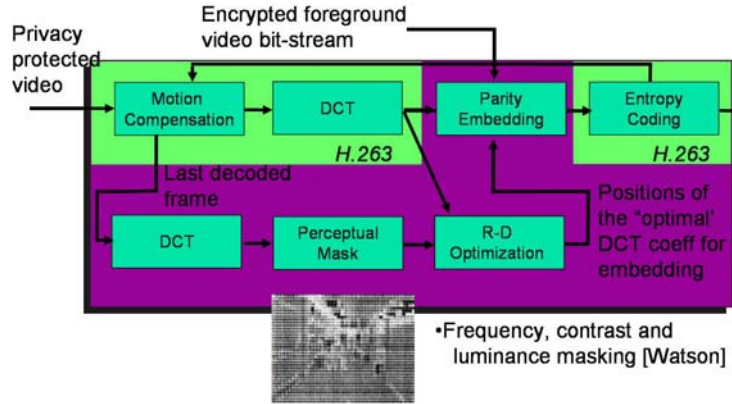 Encrypted foreground
video bit-stream
Privacy
protected
video
Motion
Compensation
DCT
Parity
Embedding
Entropy
Coding
H.263
H.263
Last decoded
frame
Positions of
the "optimal'
DCT coeff for
embedding
DCT
Perceptual
Mask
R-D
Optimization
•Frequency, contrast and
luminance masking [Watson]